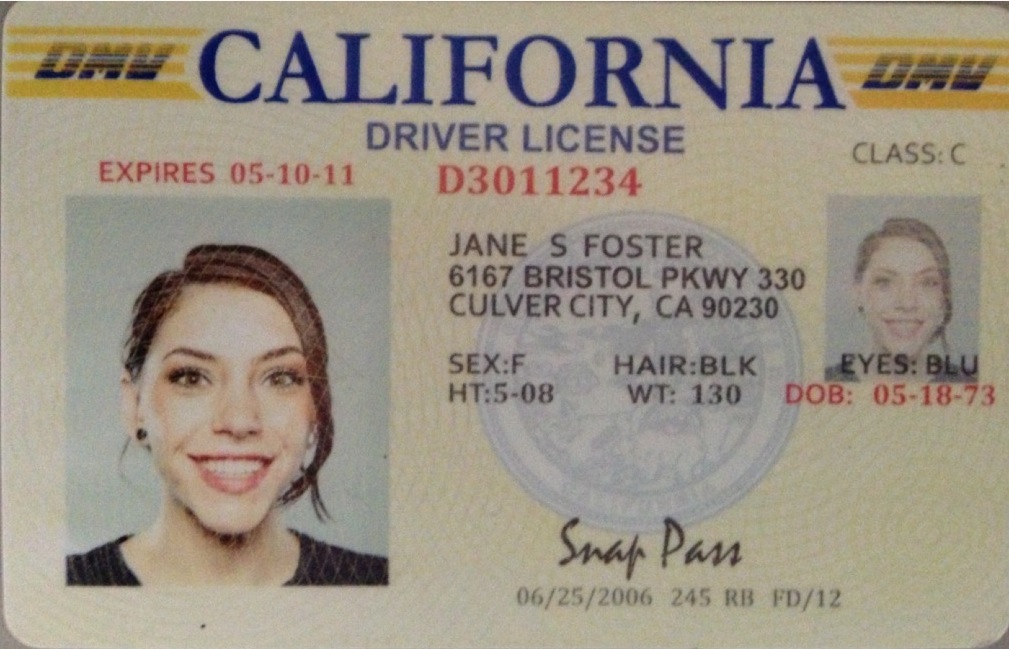 DMV CALIFORNIA DMV
DRIVER LICENSE
CLASS: C
EXPIRES 05-10-11 D3011234
JANE S FOSTER
6167 BRISTOL PKWY 330
CULVER CITY, CA 90230
SEX:F HAIR:BLK EYES: BLU
HT:5-08 WT: 130 DOB: 05-18-73
Snap Pass
06/25/2006 245 RB FD/12